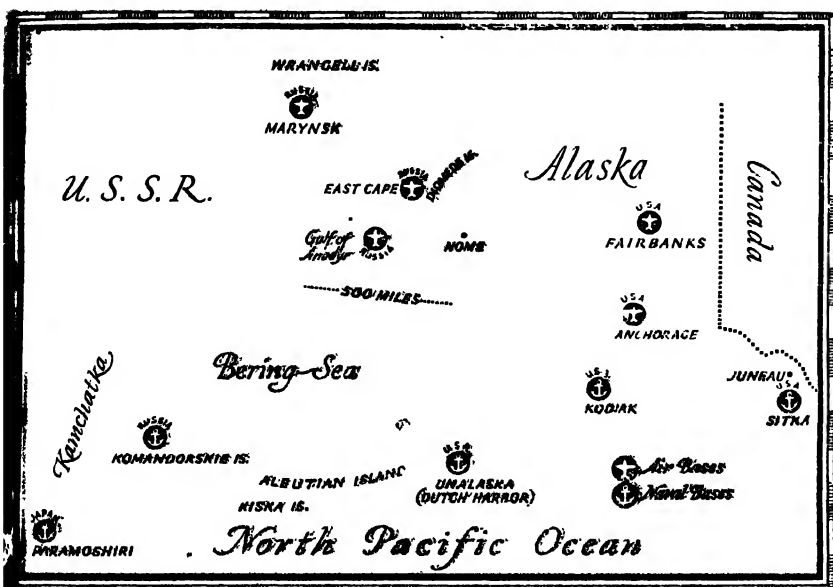 WRANGELL IS.
RUSSIA
MARYNSK
U.S.S.R.
RUSSIA
EAST CAPE
DIOMEDE IS.
Alaska
Canada
USA
FAIRBANKS
Gulf of
Anadyr
RUSSIA
NOME
500 MILES
USA
ANCHORAGE
Bering Sea
Kamchatka
U.S.
KODIAK
JUNEAU
USA
SITKA
RUSSIA
KOMANDORSKIE IS.
ALEUTIAN ISLAND
KISKA IS.
USA
UNALASKA
(DUTCH HARBOR)
Air Bases
Naval Bases
JAPAN
PARAMOSHIRI
North Pacific Ocean